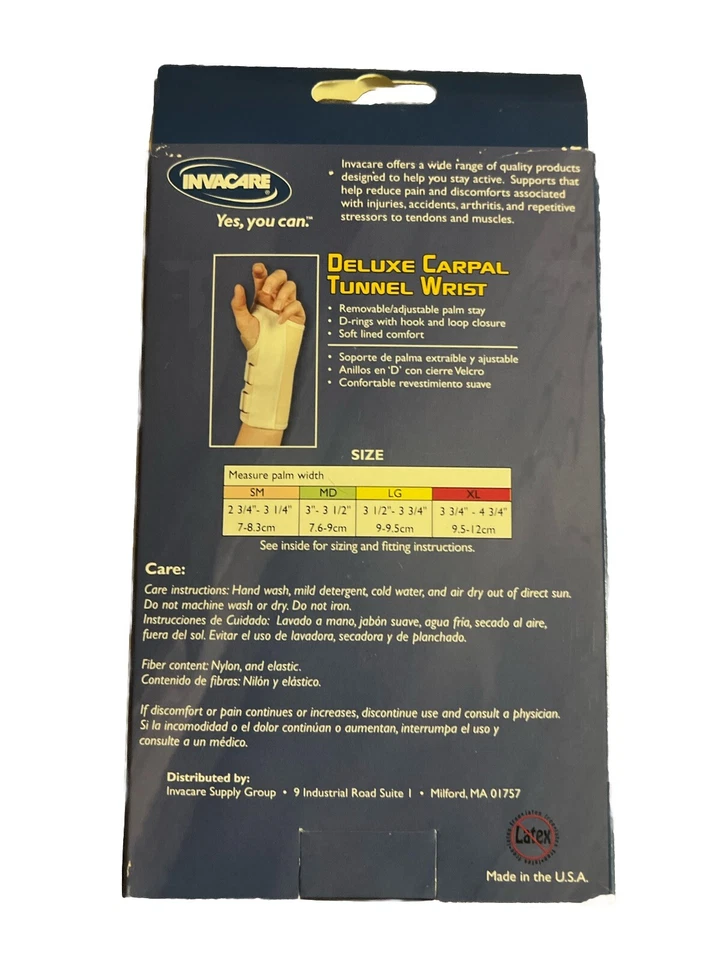 INVACARE®
Yes, you can.™
• Invacare offers a wide range of quality products
designed to help you stay active. Supports that
help reduce pain and discomforts associated
with injuries, accidents, arthritis, and repetitive
stressors to tendons and muscles.
DELUXE CARPAL
TUNNEL WRIST
• Removable/adjustable palm stay
• D-rings with hook and loop closure
• Soft lined comfort
• Soporte de palma extraíble y ajustable
• Anillos en ‘D’ con cierre Velcro
• Confortable revestimiento suave
SIZE
Measure palm width
SM MD LG XL
2 3/4"- 3 1/4" 3"- 3 1/2" 3 1/2"- 3 3/4" 3 3/4" - 4 3/4"
7-8.3cm 7.6-9cm 9-9.5cm 9.5-12cm
See inside for sizing and fitting instructions.
Care:
Care instructions: Hand wash, mild detergent, cold water, and air dry out of direct sun.
Do not machine wash or dry. Do not iron.
Instrucciones de Cuidado: Lavado a mano, jabón suave, agua fría, secado al aire,
fuera del sol. Evitar el uso de lavadora, secadora y de planchado.
Fiber content: Nylon, and elastic.
Contenido de fibras: Nilón y elástico.
If discomfort or pain continues or increases, discontinue use and consult a physician.
Si la incomodidad o el dolor continúan o aumentan, interrumpa el uso y
consulte a un médico.
Distributed by:
Invacare Supply Group • 9 Industrial Road Suite 1 • Milford, MA 01757
Latex
Made in the U.S.A.